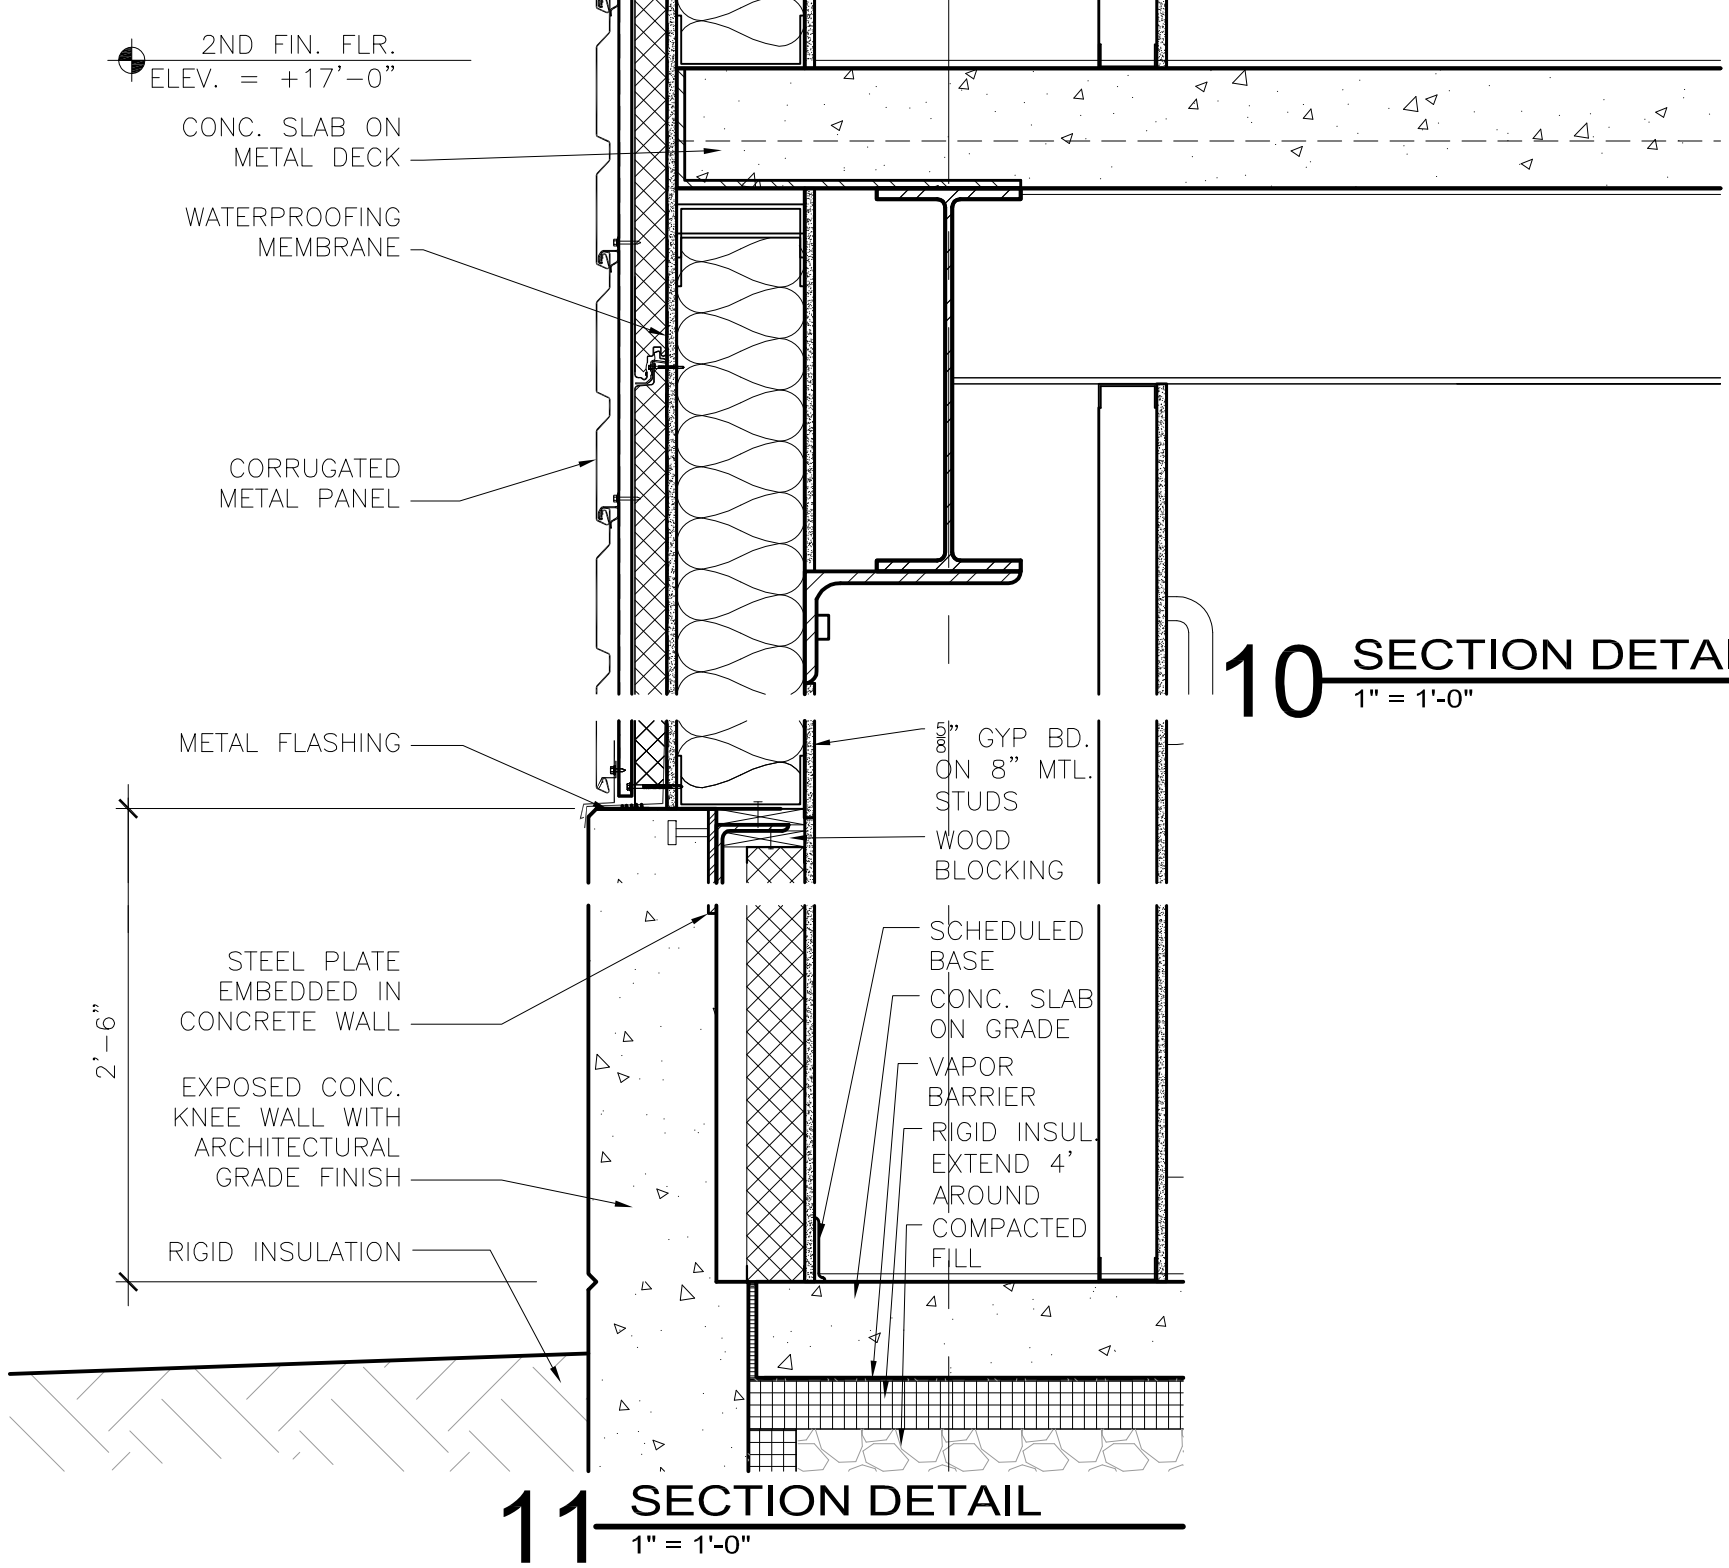 2ND FIN. FLR.
ELEV. = +17'-0"
CONC. SLAB ON
METAL DECK
WATERPROOFING
MEMBRANE
CORRUGATED
METAL PANEL
10 SECTION DETAI
1" = 1'-0"
METAL FLASHING
5/8" GYP BD.
ON 8" MTL.
STUDS
WOOD
BLOCKING
2'-6"
STEEL PLATE
EMBEDDED IN
CONCRETE WALL
EXPOSED CONC.
KNEE WALL WITH
ARCHITECTURAL
GRADE FINISH
RIGID INSULATION
SCHEDULED
BASE
CONC. SLAB
ON GRADE
VAPOR
BARRIER
RIGID INSUL.
EXTEND 4'
AROUND
COMPACTED
FILL
11 SECTION DETAIL
1" = 1'-0"